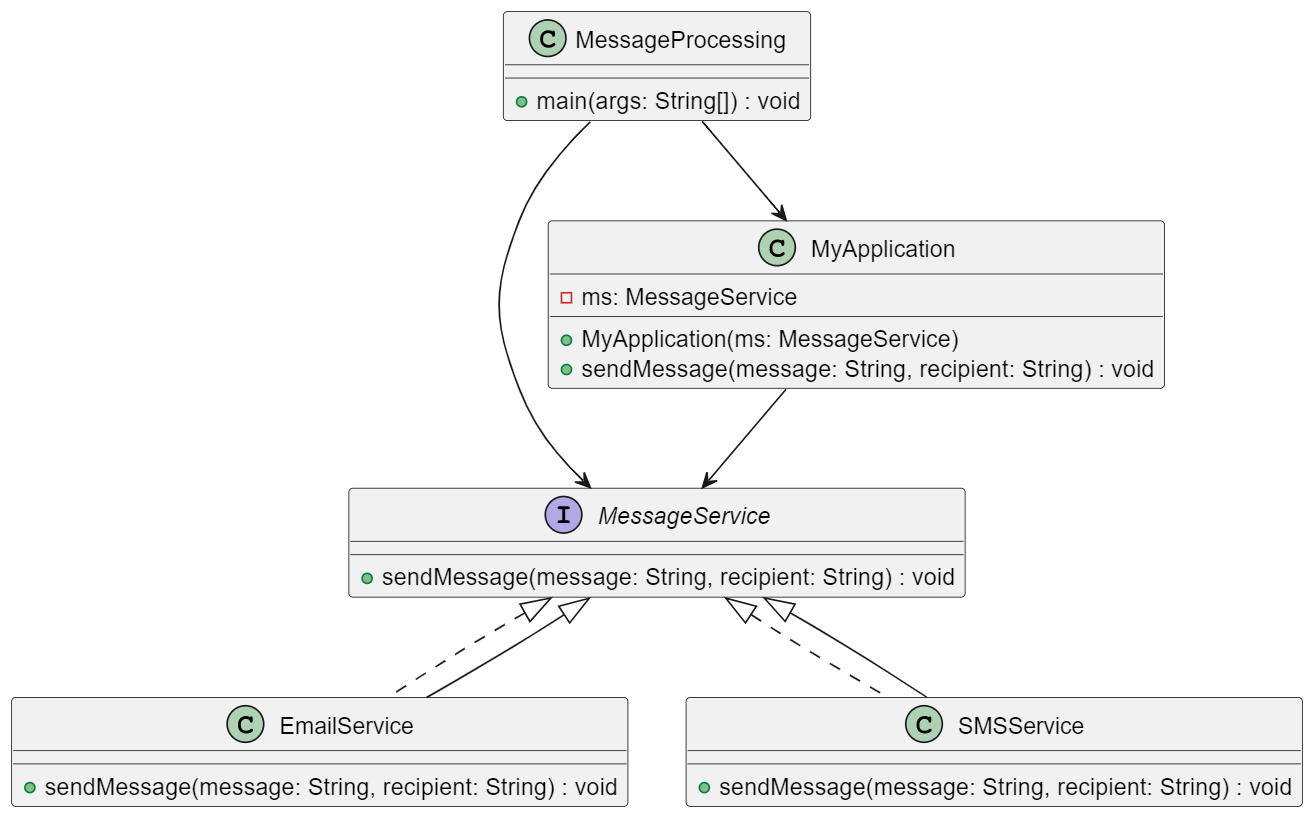 C MessageProcessing
main(args: String[]) : void
C MyApplication
ms: MessageService
MyApplication(ms: MessageService)
sendMessage(message: String, recipient: String) : void
I MessageService
sendMessage(message: String, recipient: String) : void
C EmailService
sendMessage(message: String, recipient: String) : void
C SMSService
sendMessage(message: String, recipient: String) : void